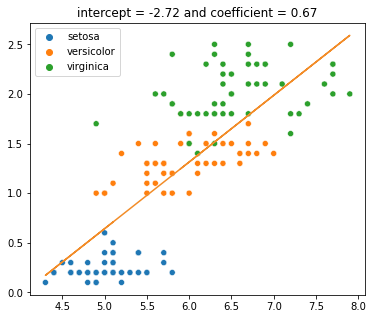 intercept = -2.72 and coefficient = 0.67
setosa
versicolor
virginica
2.5
2.0
1.5
1.0
0.5
0.0
4.5 5.0 5.5 6.0 6.5 7.0 7.5 8.0